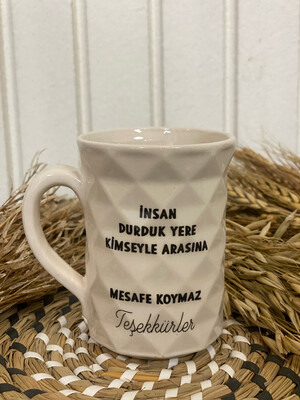 İNSAN
DURDUK YERE
KİMSEYLE ARASINA
MESAFE KOYMAZ
Teşekkürler